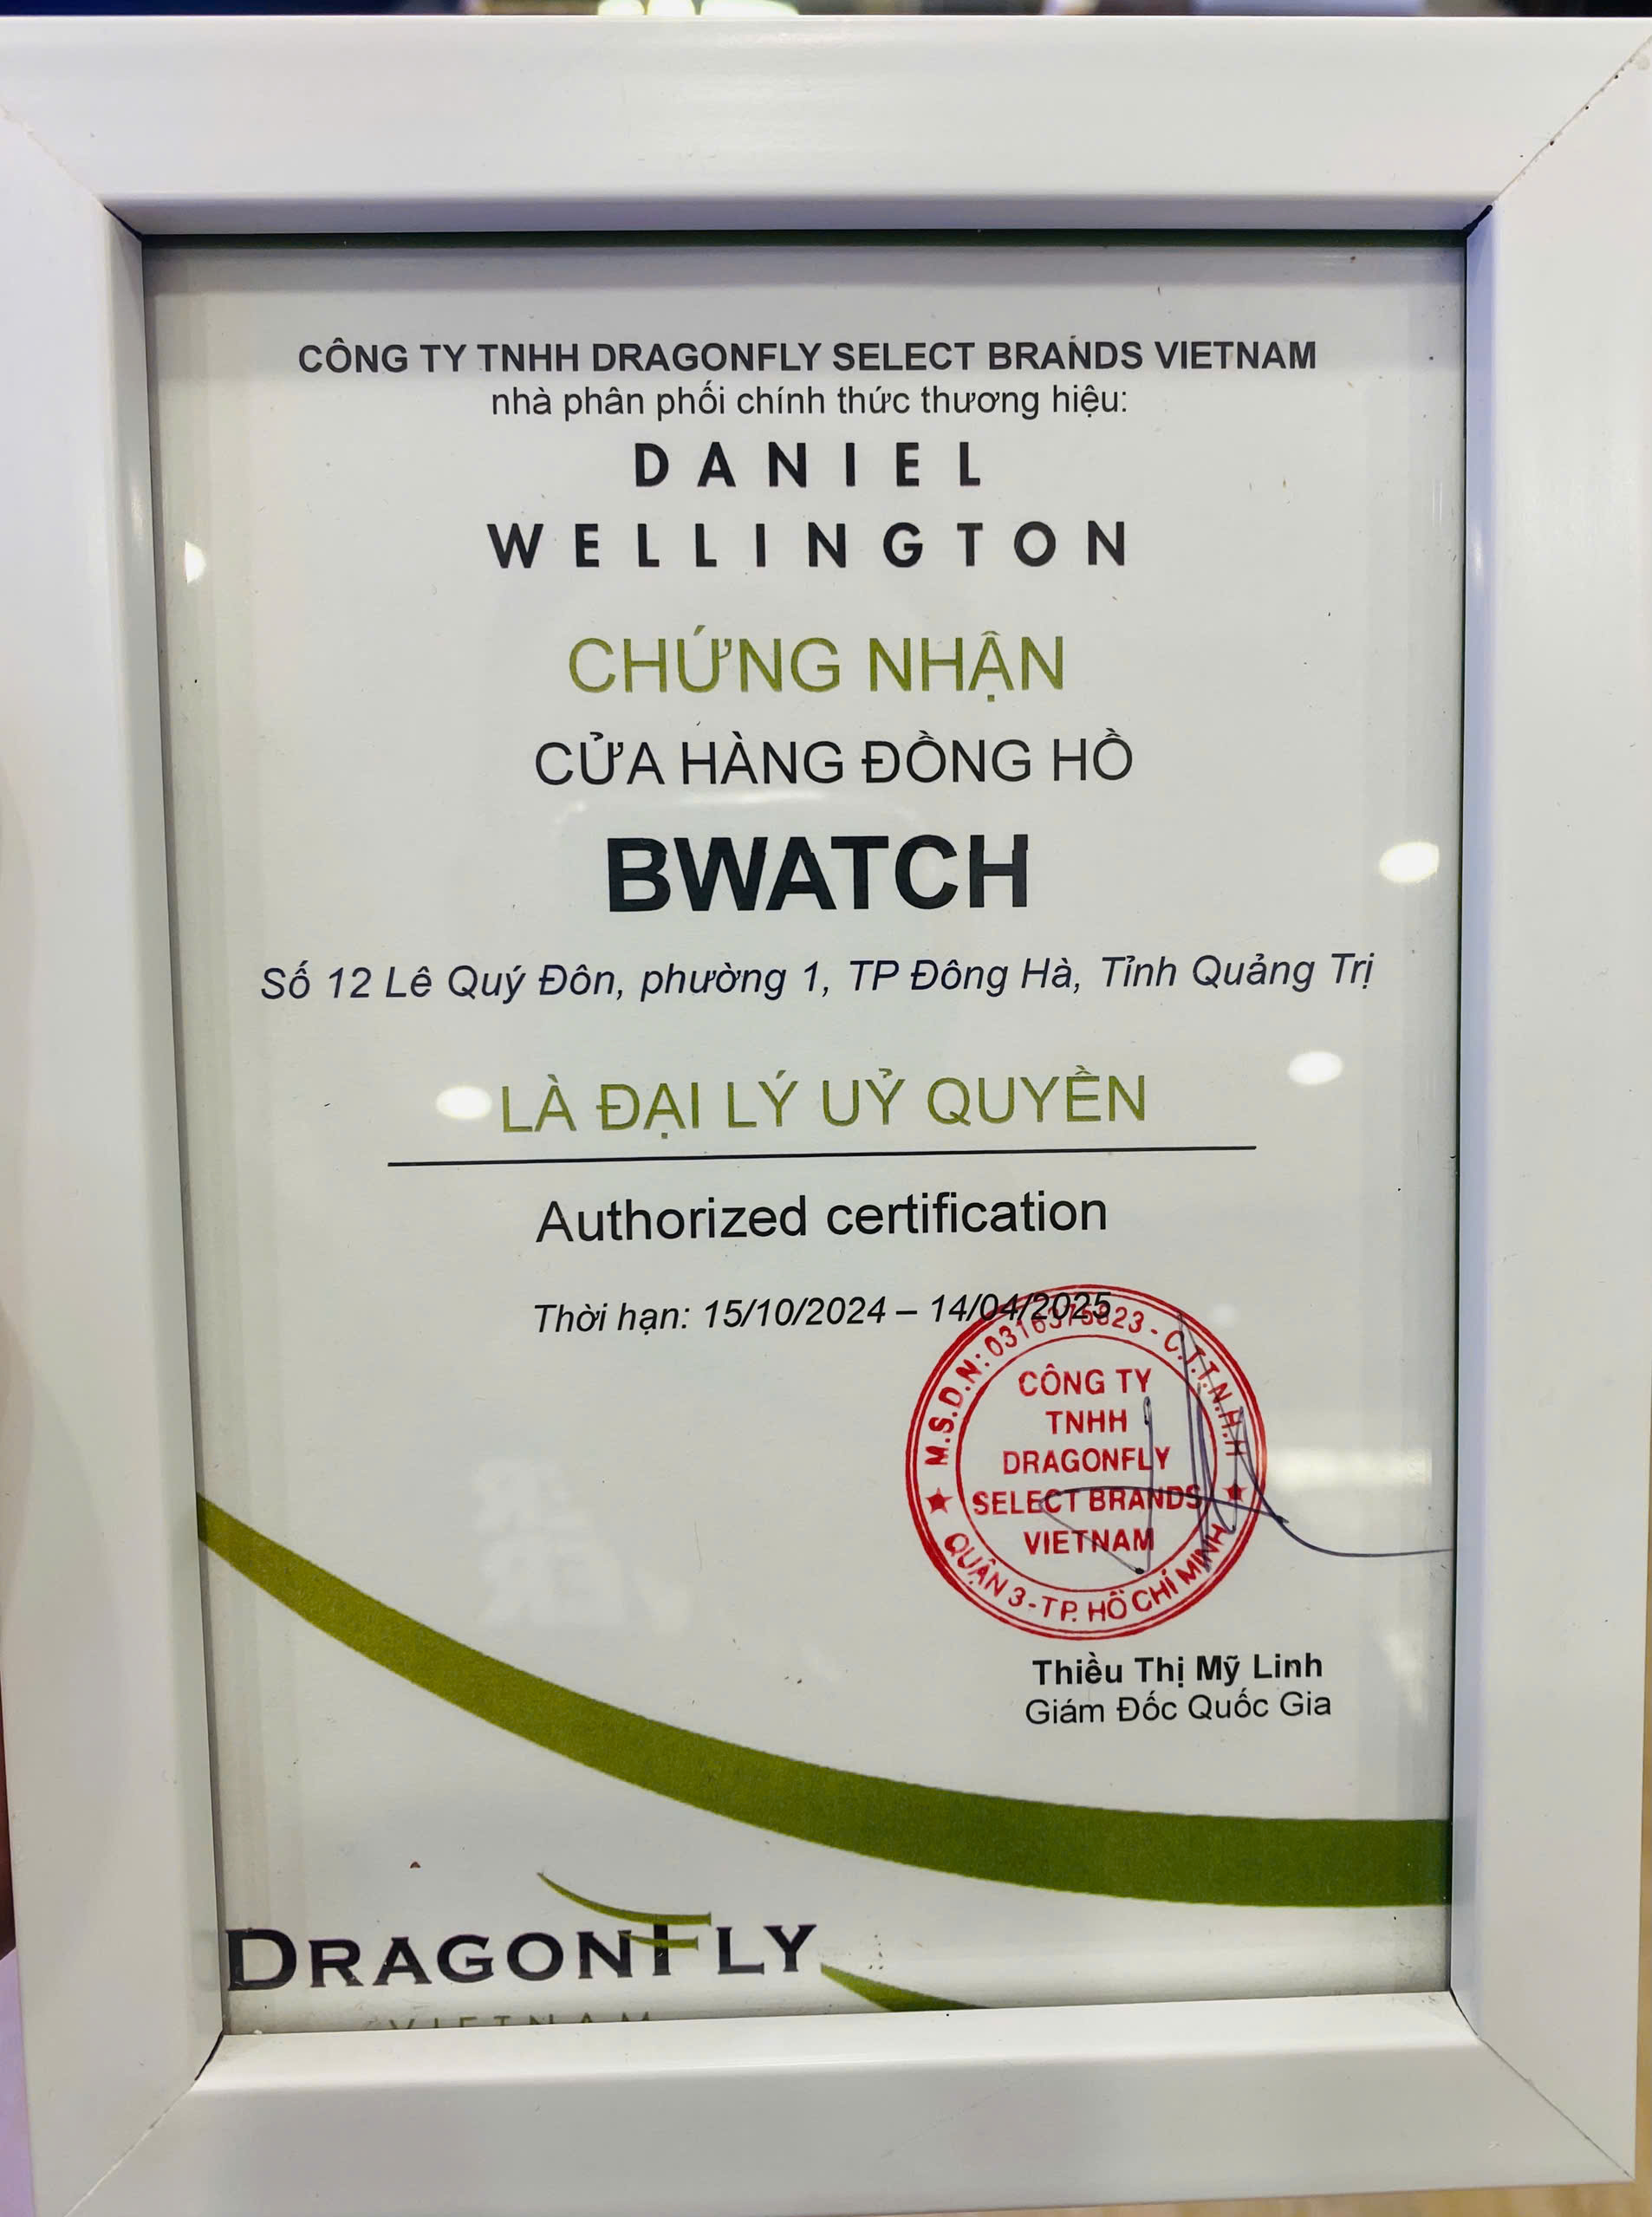 CÔNG TY TNHH DRAGONFLY SELECT BRANDS VIETNAM
nhà phân phối chính thức thương hiệu:
DANIEL
WELLINGTON
CHỨNG NHẬN
CỬA HÀNG ĐỒNG HỒ
BWATCH
Số 12 Lê Quý Đôn, phường 1, TP Đông Hà, Tỉnh Quảng Trị
LÀ ĐẠI LÝ UỶ QUYỀN
Authorized certification
Thời hạn: 15/10/2024 – 14/04/2025
M.S.D.N: 0316375823 - C.T.T.N.H.H
CÔNG TY
TNHH
DRAGONFLY
SELECT BRANDS
VIETNAM
QUẬN 3 - TP. HỒ CHÍ MINH
Thiều Thị Mỹ Linh
Giám Đốc Quốc Gia
DRAGONFLY
VIETNAM